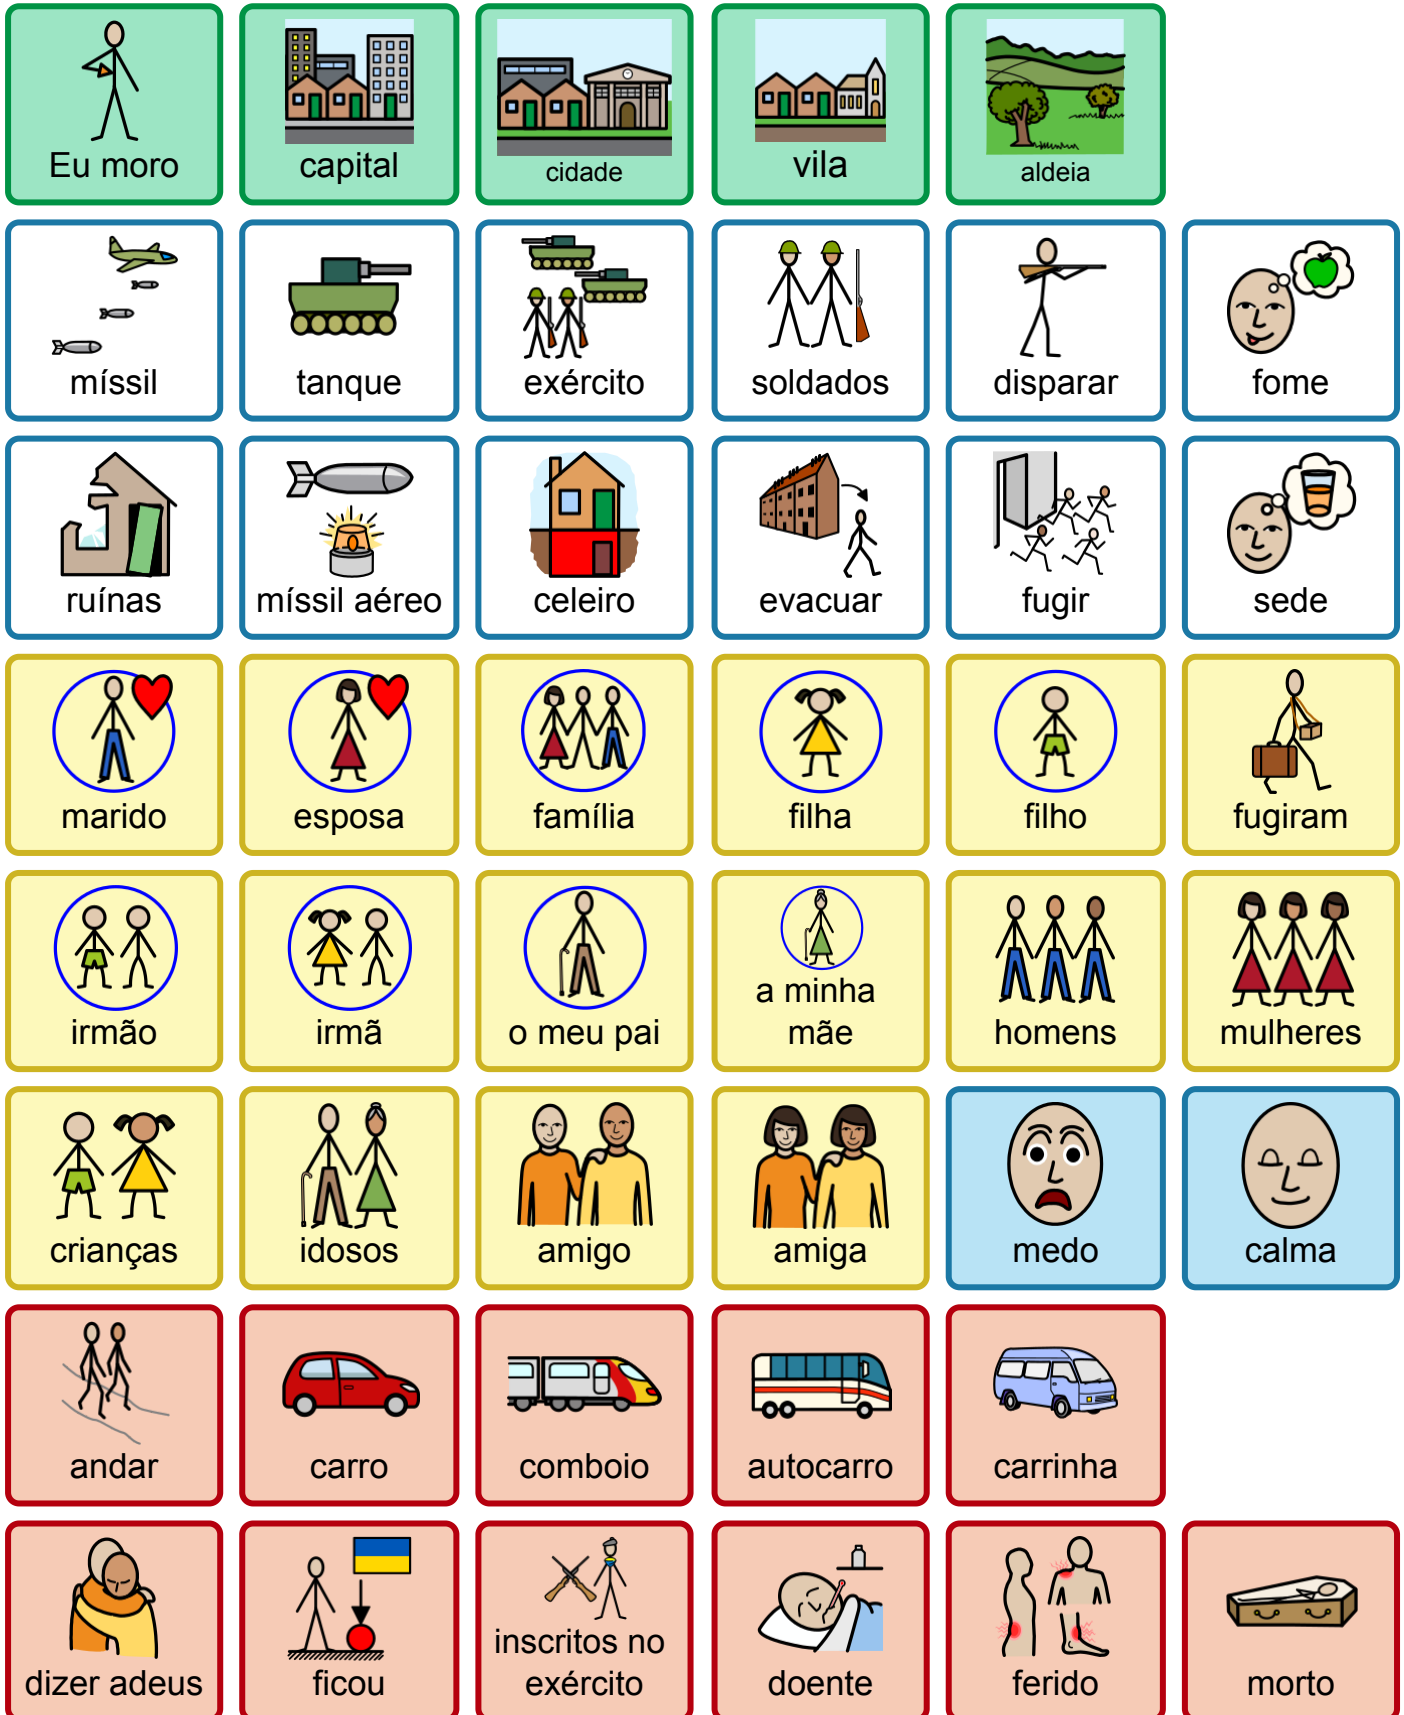 Eu moro
capital
cidade
vila
aldeia
míssil
tanque
exército
soldados
disparar
fome
ruínas
míssil aéreo
celeiro
evacuar
fugir
sede
marido
esposa
família
filha
filho
fugiram
irmão
irmã
o meu pai
a minha
mãe
homens
mulheres
crianças
idosos
amigo
amiga
medo
calma
andar
carro
comboio
autocarro
carrinha
dizer adeus
ficou
inscritos no
exército
doente
ferido
morto